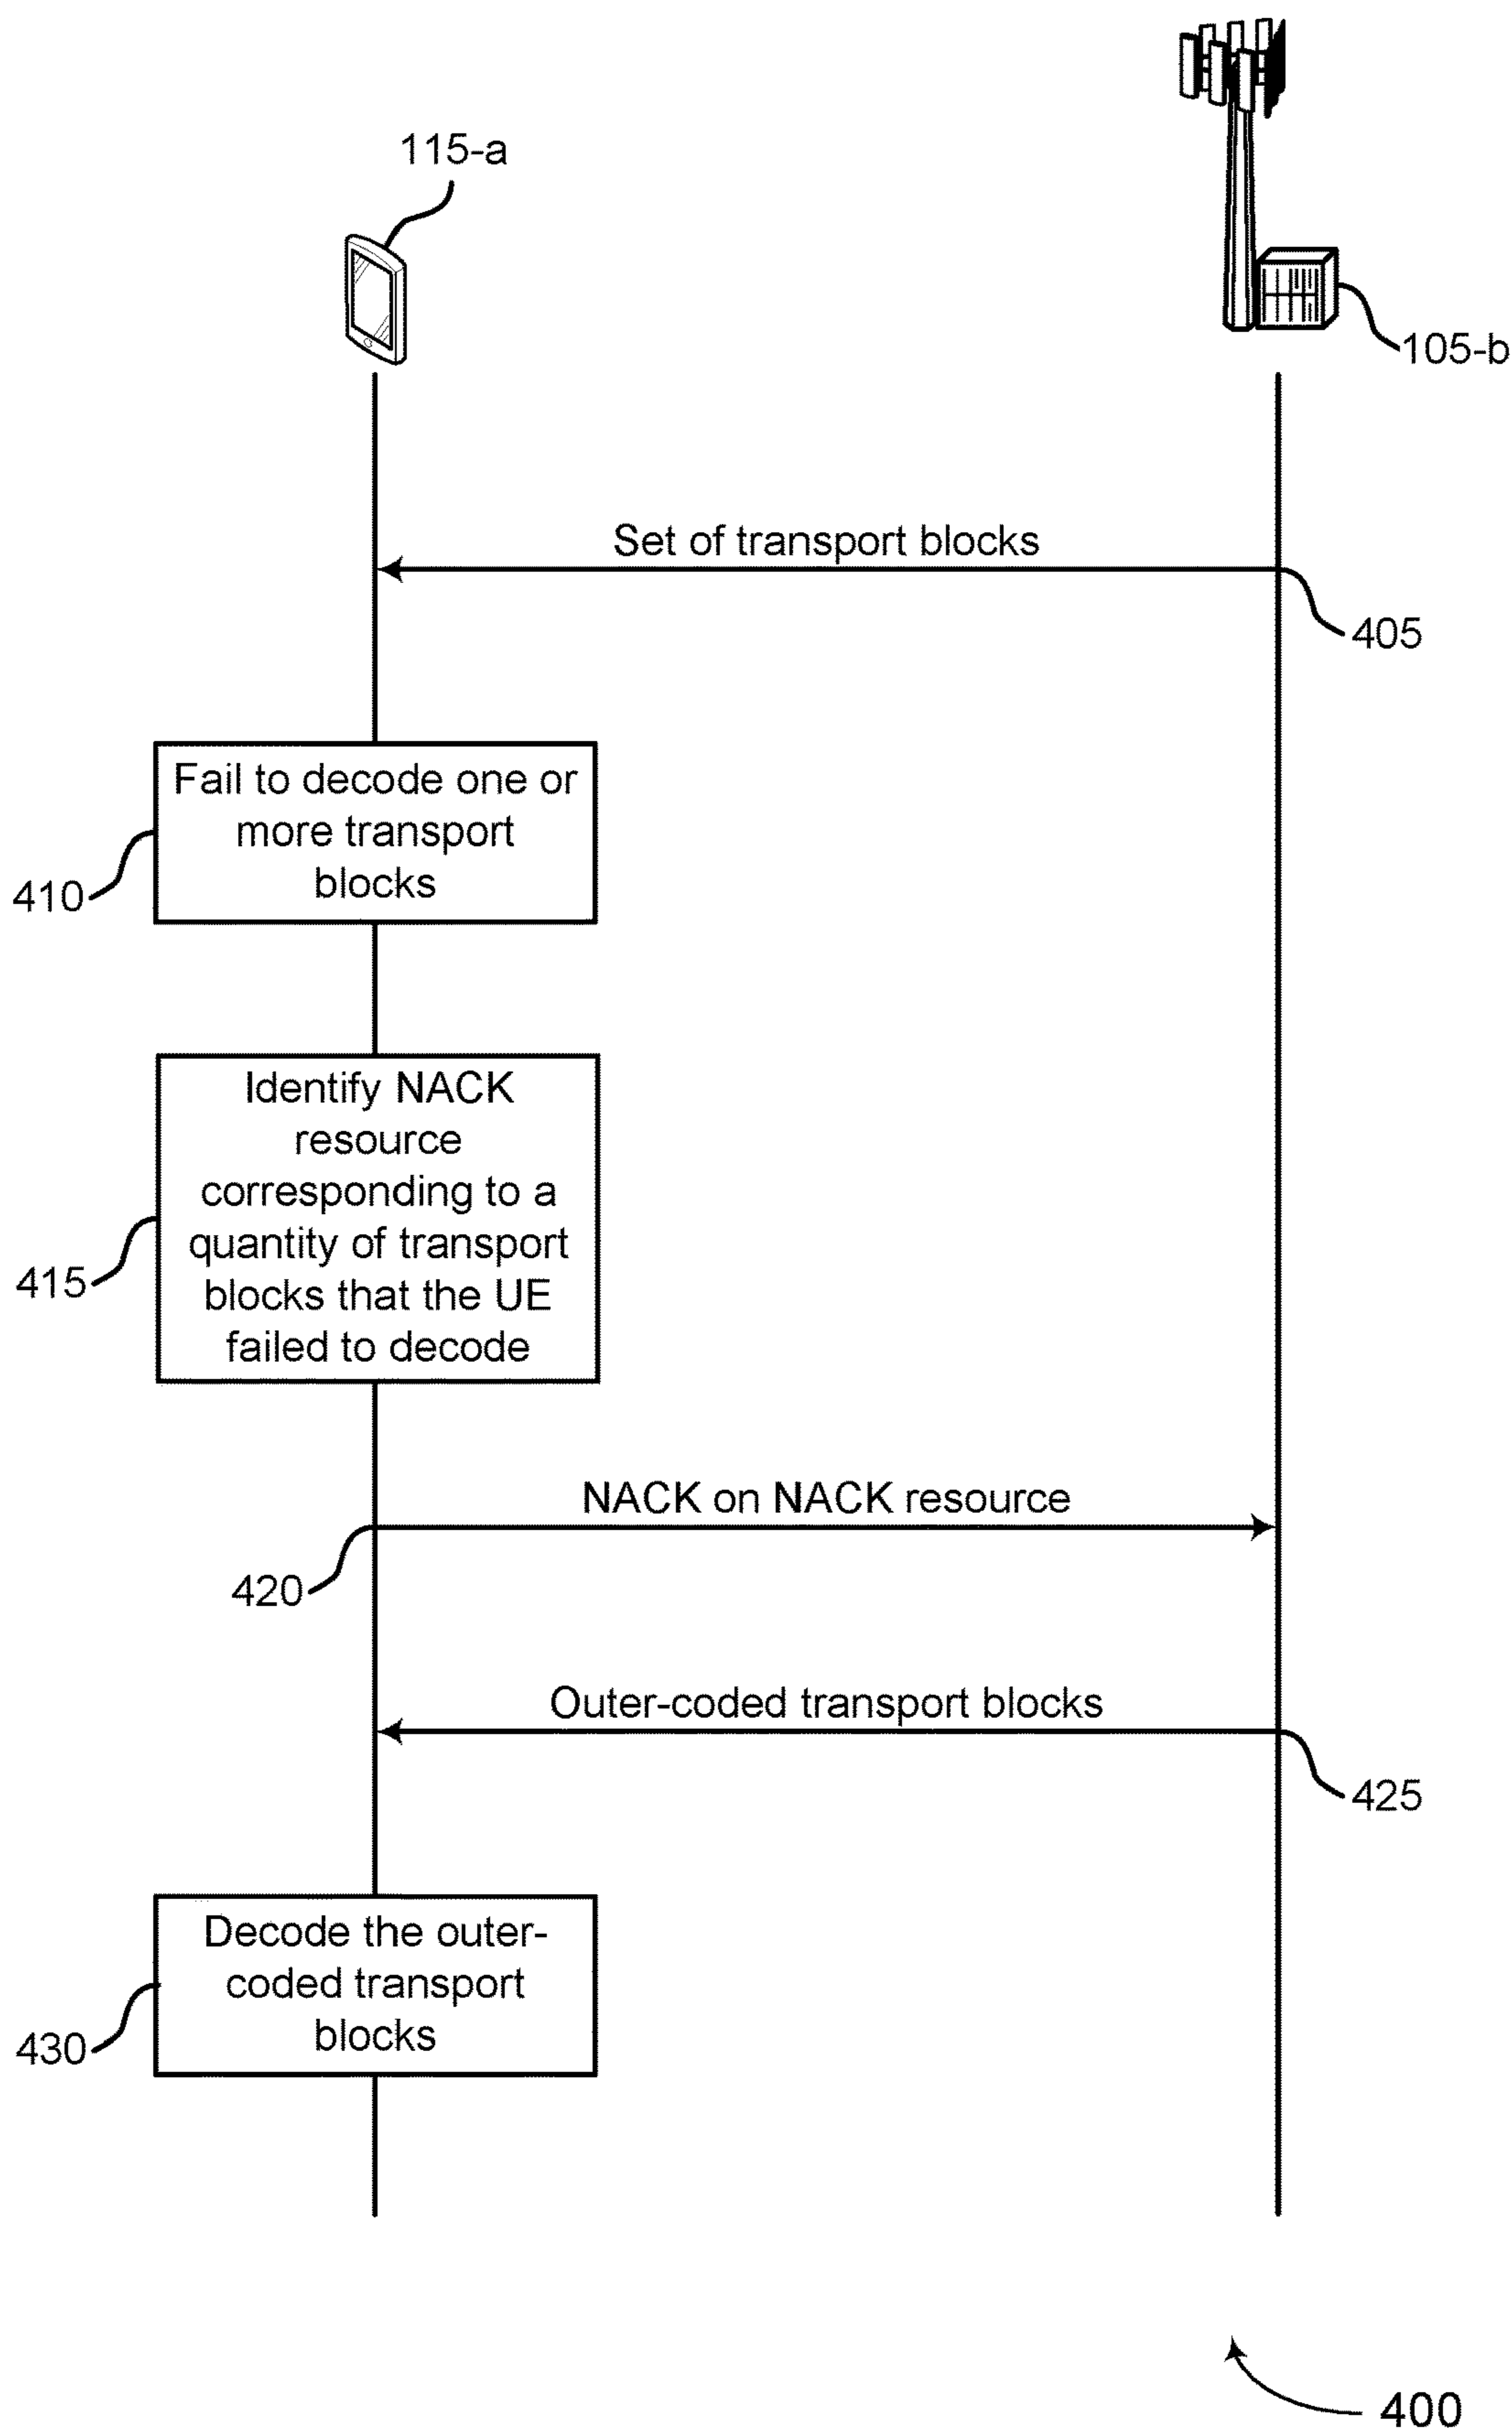 115-a
105-b
Set of transport blocks
405
Fail to decode one or
more transport
blocks
410
Identify NACK
resource
corresponding to a
quantity of transport
blocks that the UE
failed to decode
415
NACK on NACK resource
420
Outer-coded transport blocks
425
Decode the outer-
coded transport
blocks
430
400